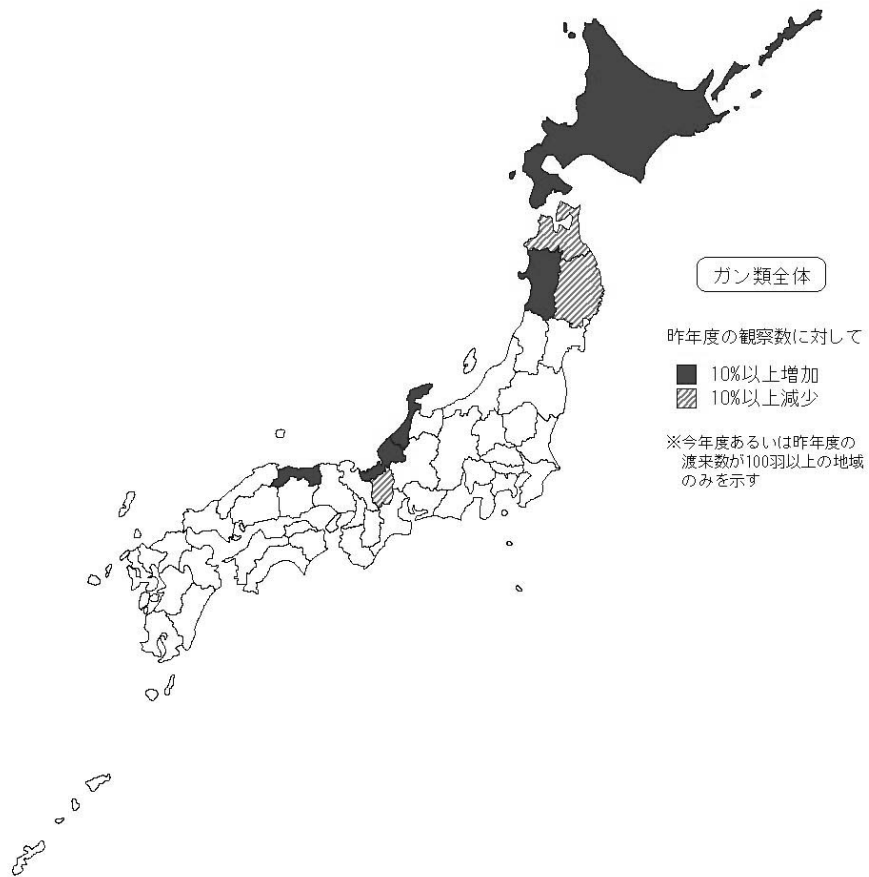 ガン類全体
昨年度の観察数に対して
10%以上増加
10%以上減少
※今年度あるいは昨年度の
渡来数が100羽以上の地域
のみを示す